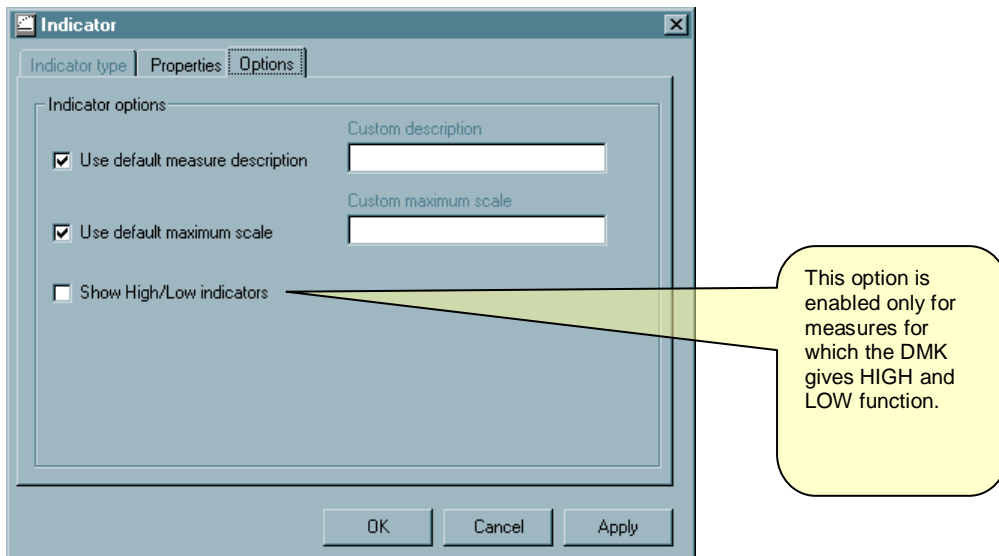 Indicator
Indicator type Properties Options
Indicator options
Custom description
Use default measure description
Custom maximum scale
Use default maximum scale
Show High/Low indicators
This option is
enabled only for
measures for
which the DMK
gives HIGH and
LOW function.
OK Cancel Apply